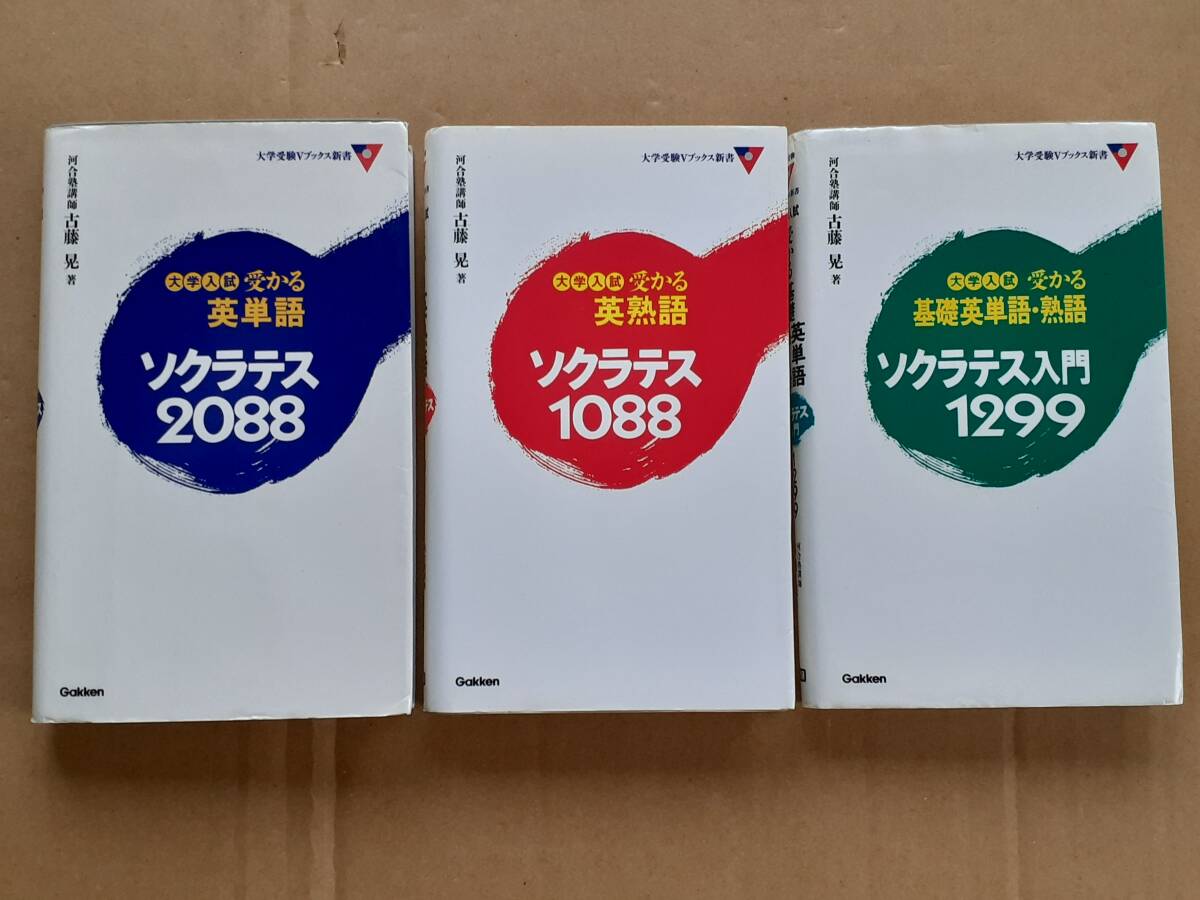 大学受験Vブックス新書
河合塾講師 古藤 晃 著
大学入試 受かる
英単語
ソクラテス
2088
Gakken
大学受験Vブックス新書
河合塾講師 古藤 晃 著
大学入試 受かる
英熟語
ソクラテス
1088
Gakken
大学受験Vブックス新書
河合塾講師 古藤 晃 著
大学入試 受かる
基礎英単語・熟語
ソクラテス入門
1299
Gakken
英単語